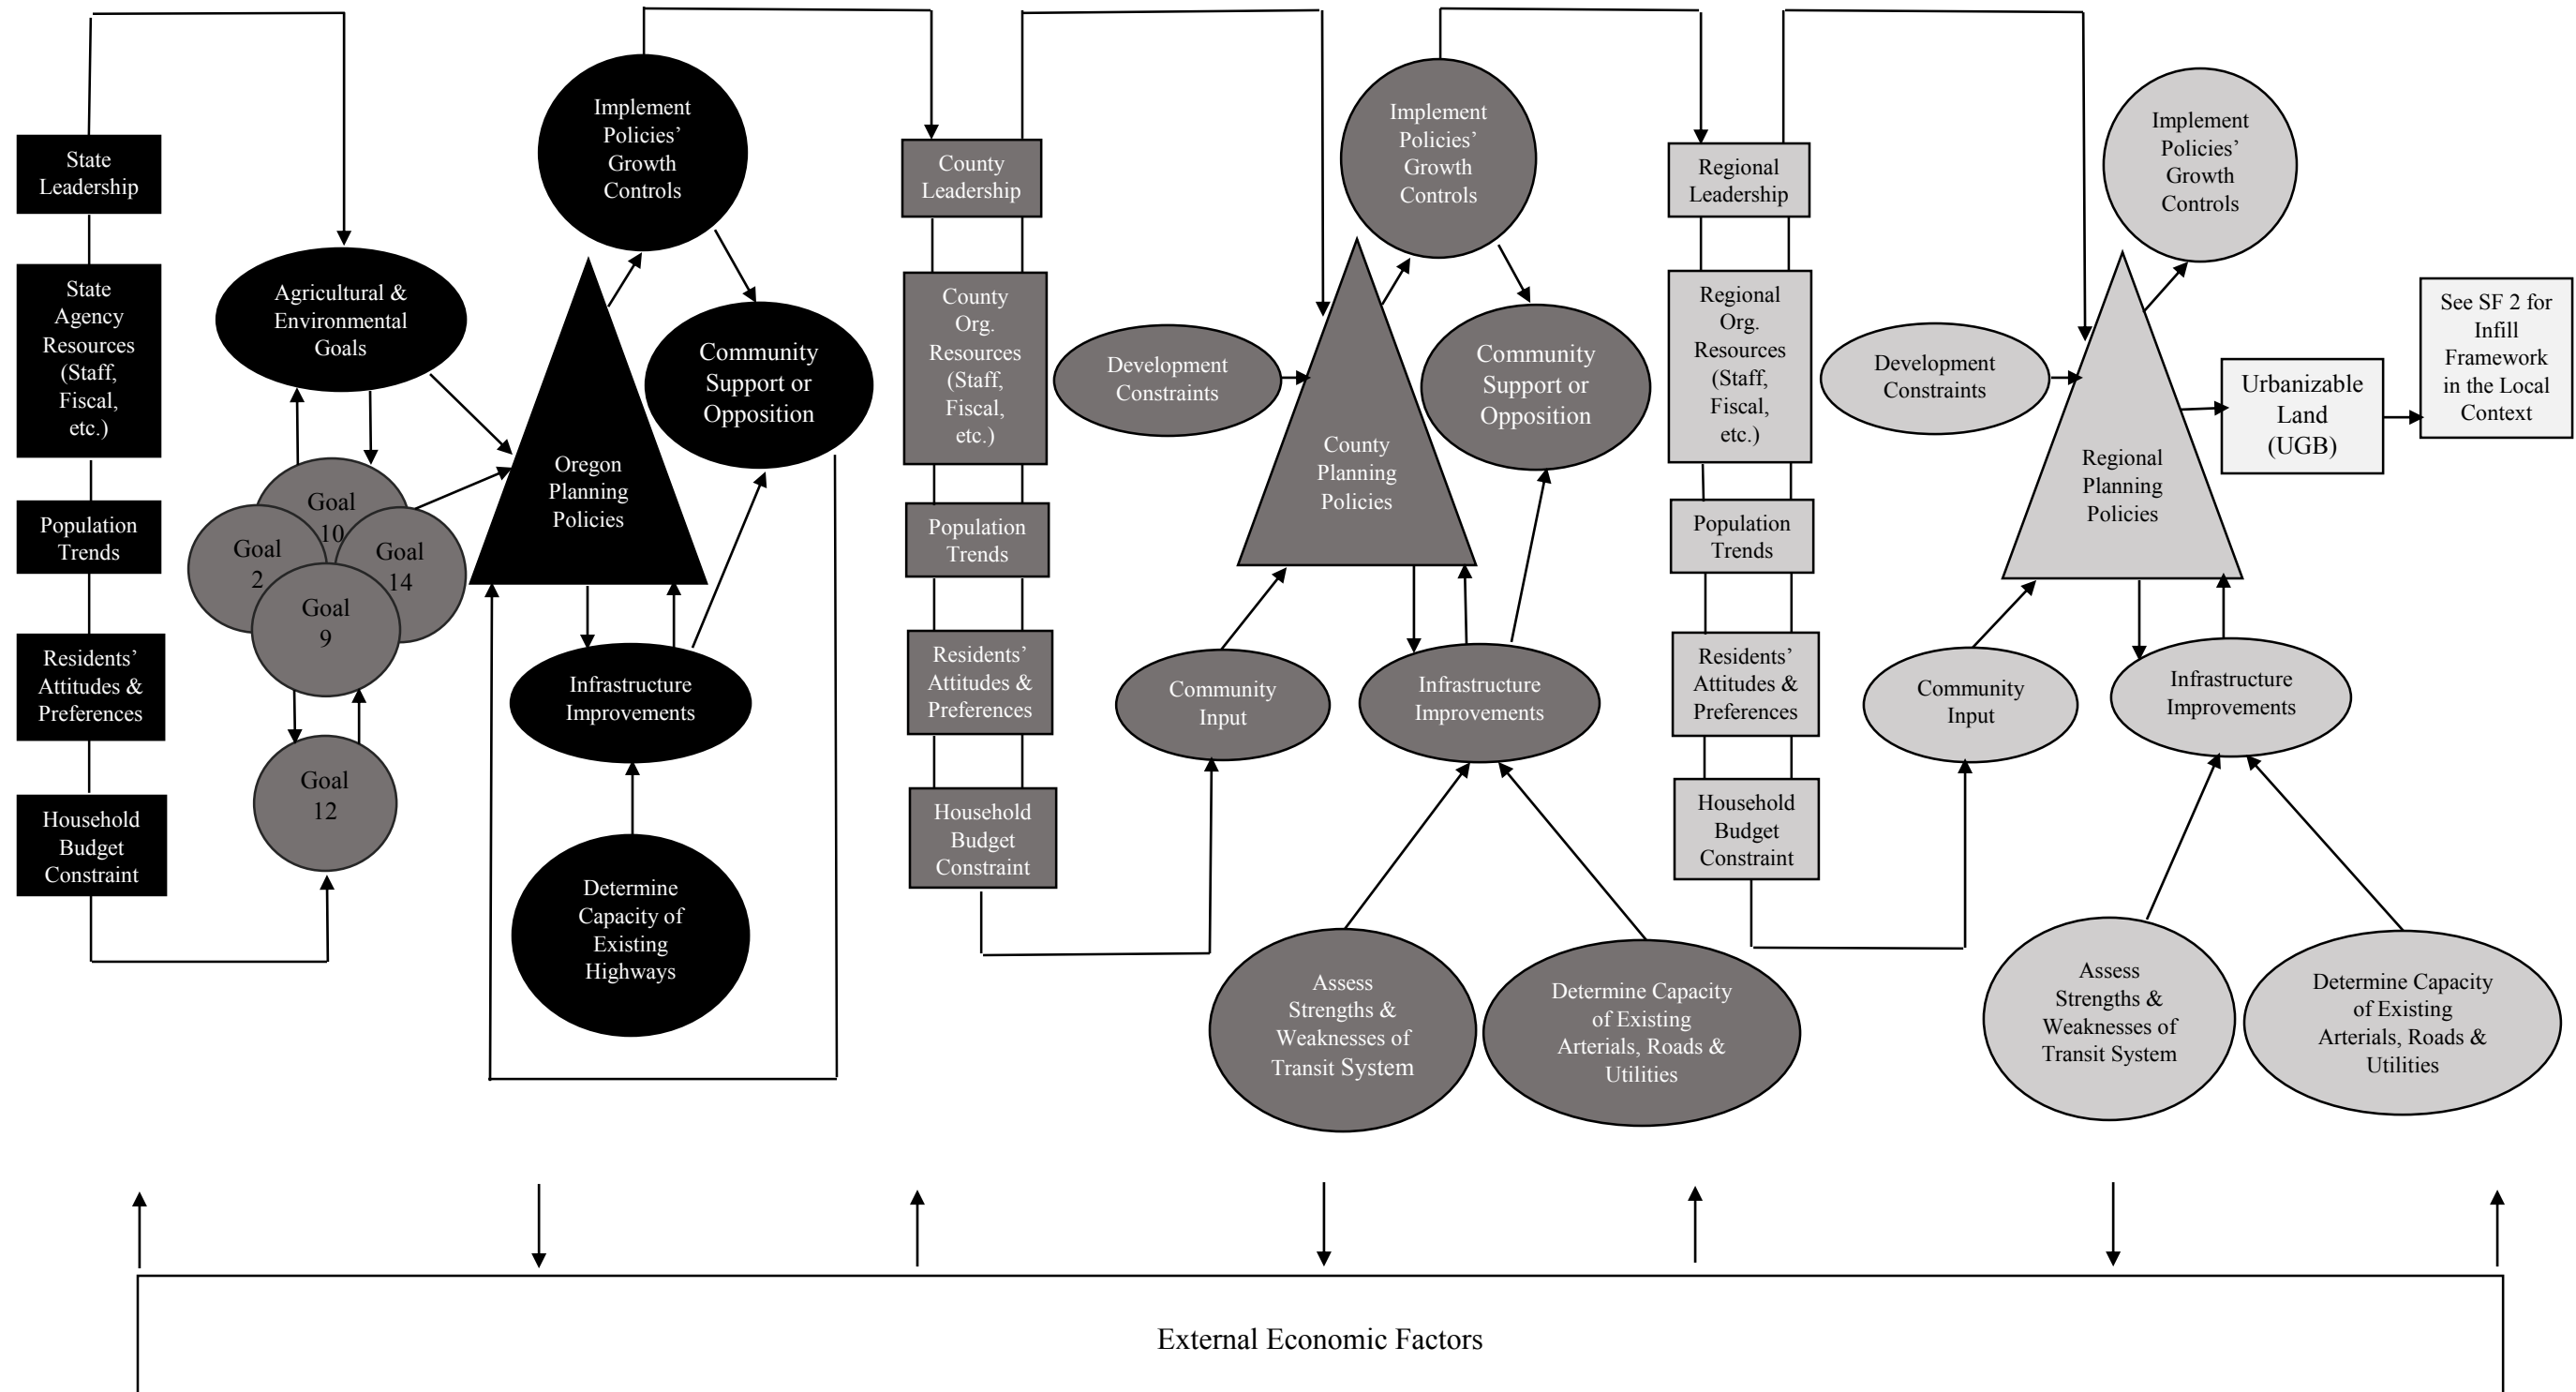 State
Leadership
State
Agency
Resources
(Staff,
Fiscal,
etc.)
Population
Trends
Residents’
Attitudes &
Preferences
Household
Budget
Constraint
Agricultural &
Environmental
Goals
Goal
10
Goal
2
Goal
14
Goal
9
Goal
12
Implement
Policies’
Growth
Controls
Oregon
Planning
Policies
Community
Support or
Opposition
Infrastructure
Improvements
Determine
Capacity of
Existing
Highways
County
Leadership
County
Org.
Resources
(Staff,
Fiscal,
etc.)
Population
Trends
Residents’
Attitudes &
Preferences
Household
Budget
Constraint
Development
Constraints
Implement
Policies’
Growth
Controls
County
Planning
Policies
Community
Support or
Opposition
Community
Input
Infrastructure
Improvements
Assess
Strengths &
Weaknesses of
Transit System
Determine Capacity
of Existing
Arterials, Roads &
Utilities
Regional
Leadership
Regional
Org.
Resources
(Staff,
Fiscal,
etc.)
Population
Trends
Residents’
Attitudes &
Preferences
Household
Budget
Constraint
Development
Constraints
Implement
Policies’
Growth
Controls
Regional
Planning
Policies
Urbanizable
Land
(UGB)
See SF 2 for
Infill
Framework
in the Local
Context
Community
Input
Infrastructure
Improvements
Assess
Strengths &
Weaknesses of
Transit System
Determine Capacity
of Existing
Arterials, Roads &
Utilities
External Economic Factors